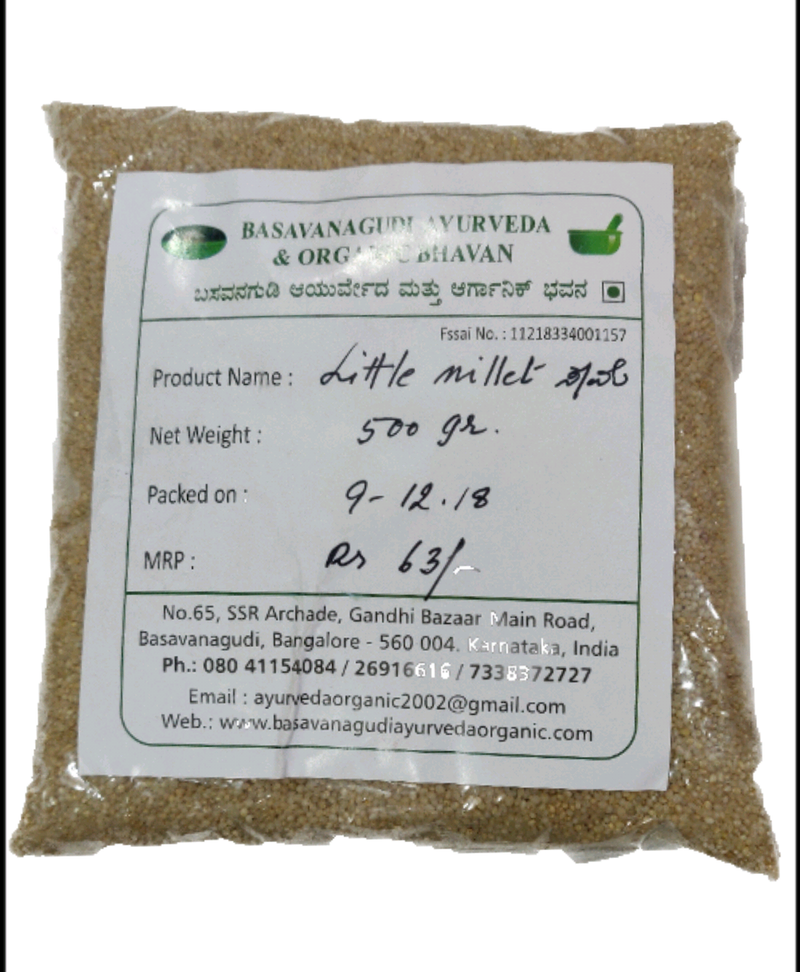 BASAVANAGUDI AYURVEDA
& ORGANIC BHAVAN
ಬಸವನಗುಡಿ ಆಯುರ್ವೇದ ಮತ್ತು ಆರ್ಗಾನಿಕ್ ಭವನ
Fssai No. : 11218334001157
Product Name : Little millet
Net Weight : 500 gr.
Packed on : 9-12.18
MRP : Rs 63/-
No.65, SSR Archade, Gandhi Bazaar Main Road,
Basavanagudi, Bangalore - 560 004. Karnataka, India
Ph.: 080 41154084 / 26916616 / 7338372727
Email : ayurvedaorganic2002@gmail.com
Web.: www.basavanagudiayurvedaorganic.com